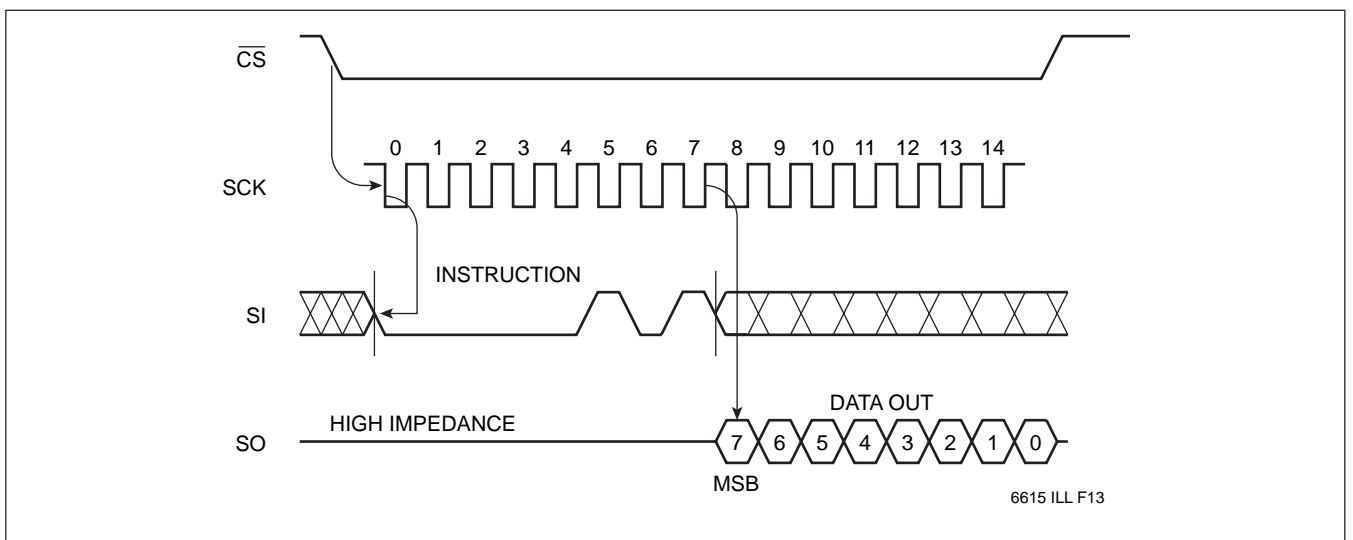 CS
0 1 2 3 4 5 6 7 8 9 10 11 12 13 14
SCK
INSTRUCTION
SI
DATA OUT
HIGH IMPEDANCE
SO
7 6 5 4 3 2 1 0
MSB
6615 ILL F13